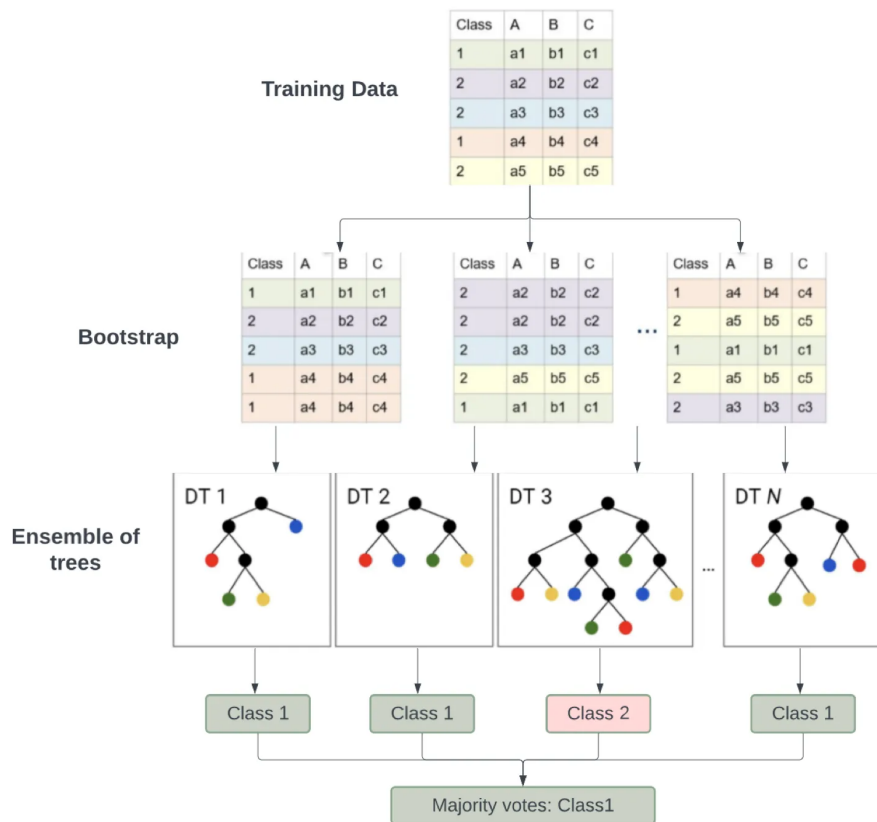 Class A B C
1 a1 b1 c1
2 a2 b2 c2
Training Data
2 a3 b3 c3
1 a4 b4 c4
2 a5 b5 c5
Class A B C
1 a1 b1 c1
2 a2 b2 c2
2 a3 b3 c3
1 a4 b4 c4
1 a4 b4 c4
Class A B C
2 a2 b2 c2
2 a2 b2 c2
2 a3 b3 c3
2 a5 b5 c5
1 a1 b1 c1
...
Class A B C
1 a4 b4 c4
2 a5 b5 c5
1 a1 b1 c1
2 a5 b5 c5
2 a3 b3 c3
Bootstrap
DT 1
DT 2
DT 3
DT N
Ensemble of
trees
...
Class 1
Class 1
Class 2
Class 1
Majority votes: Class1